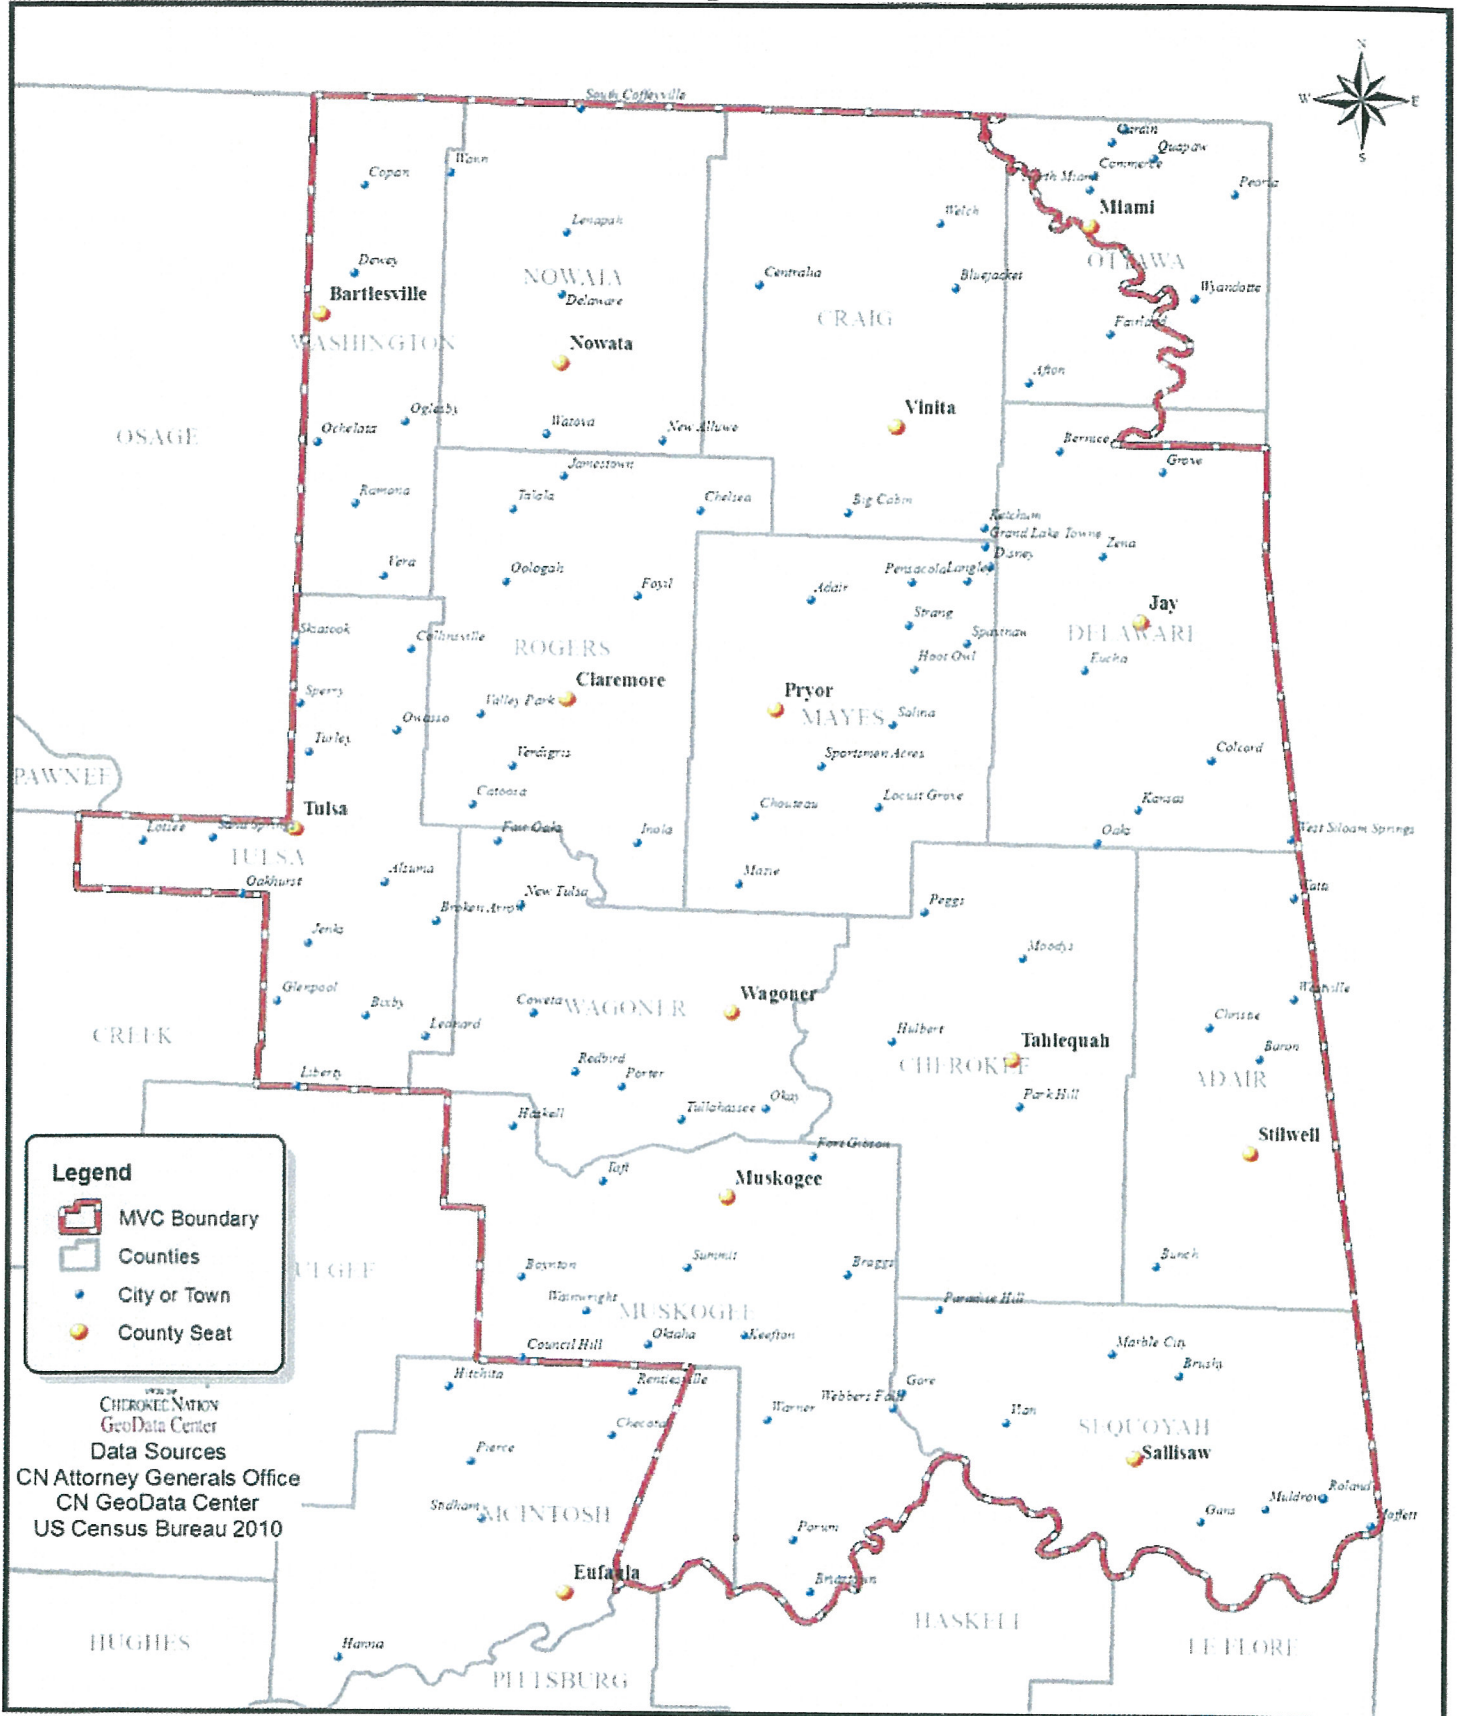 N
W
E
S
South Coffeyville
Cardin
Quapaw
Wann
Commerce
Copan
North Miami
Peoria
Miami
Welch
Lenapah
Dewey
OTTAWA
Centralia
Bluejacket
NOWATA
Wyandotte
Bartlesville
Delaware
CRAIG
Fairland
WASHINGTON
Nowata
Afton
Oglesby
Vinita
OSAGE
Ochelata
Watova
New Alluwe
Bernice
Grove
Jamestown
Ramona
Talala
Chelsea
Big Cabin
Ketchum
Grand Lake Towne
Zena
Disney
Vera
Oologah
Foyil
Adair
Pensacola
Langley
Jay
Strang
Skiatook
Collinsville
ROGERS
Spavinaw
DELAWARE
Hoot Owl
Eucha
Claremore
Sperry
Valley Park
Pryor
Owasso
MAYES
Salina
Turley
Verdigris
Sportsmen Acres
Colcord
PAWNEE
Catoosa
Chouteau
Locust Grove
Kansas
Tulsa
Lotsee
Sand Springs
Fair Oaks
Inola
Oaks
West Siloam Springs
TULSA
Alsuma
Mazie
Oakhurst
New Tulsa
Watts
Broken Arrow
Peggs
Jenks
Moodys
Glenpool
Bixby
Coweta
WAGONER
Wagoner
Westville
Leonard
Christie
CREEK
Hulbert
Tahlequah
Baron
Redbird
CHEROKEE
ADAIR
Liberty
Porter
Okay
Park Hill
Haskell
Tullahassee
Stilwell
Fort Gibson
Taft
Muskogee
Legend
MVC Boundary
Counties
City or Town
County Seat
Boynton
Summit
Braggs
Bunch
Wainwright
MUSKOGEE
Paradise Hill
Oktaha
Keefton
Council Hill
Marble City
Hitchita
Rentiesville
Brushy
Webbers Falls
Gore
Warner
Vian
Checotah
SEQUOYAH
CHEROKEE NATION
GeoData Center
Data Sources
CN Attorney Generals Office
CN GeoData Center
US Census Bureau 2010
Pierce
Sallisaw
Stidham
MCINTOSH
Roland
Muldrow
Gans
Moffett
Porum
Eufaula
Briartown
HASKELL
HUGHES
Hanna
LE FLORE
PITTSBURG